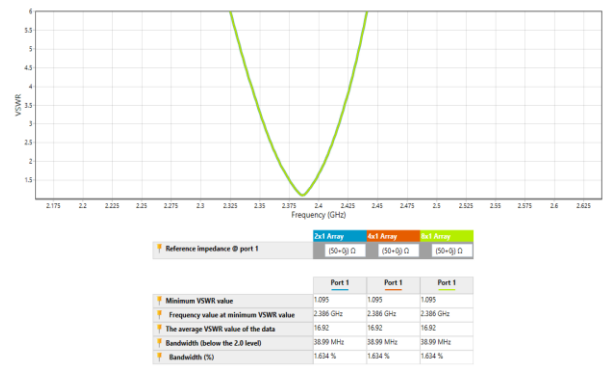 6
5.5
5
4.5
4
3.5
3
2.5
2
1.5
VSWR
2.175 2.2 2.225 2.25 2.275 2.3 2.325 2.35 2.375 2.4 2.425 2.45 2.475 2.5 2.525 2.55 2.575 2.6 2.625
Frequency (GHz)
2x1 Array 4x1 Array 8x1 Array
Reference impedance @ port 1 (50+0j) Ω (50+0j) Ω (50+0j) Ω
Port 1 Port 1 Port 1
Minimum VSWR value 1.095 1.095 1.095
Frequency value at minimum VSWR value 2.386 GHz 2.386 GHz 2.386 GHz
The average VSWR value of the data 16.92 16.92 16.92
Bandwidth (below the 2.0 level) 38.99 MHz 38.99 MHz 38.99 MHz
Bandwidth (%) 1.634 % 1.634 % 1.634 %